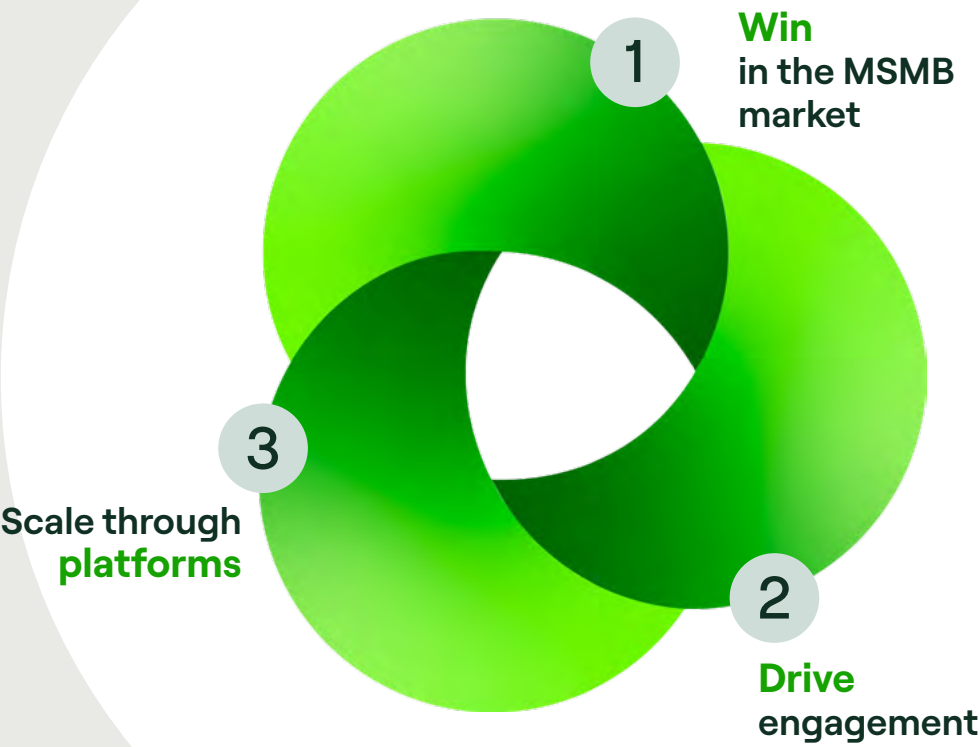 1
Win
in the MSMB
market
2
Drive
engagement
3
Scale through
platforms